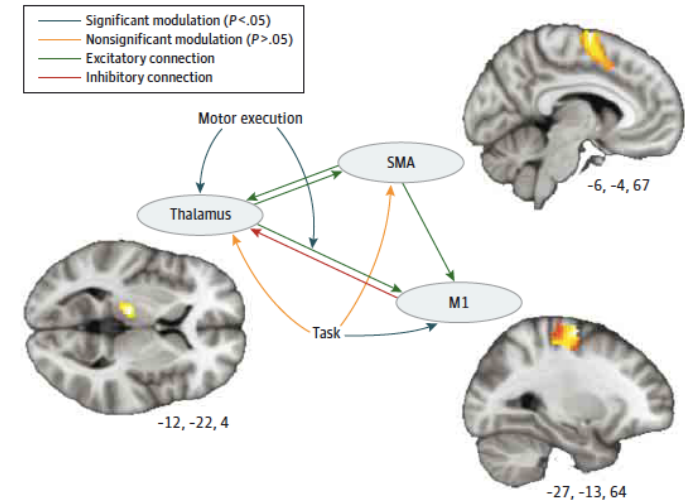 Significant modulation (P<.05)
Nonsignificant modulation (P>.05)
Excitatory connection
Inhibitory connection
Motor execution
SMA
-6, -4, 67
Thalamus
M1
Task
-12, -22, 4
-27, -13, 64